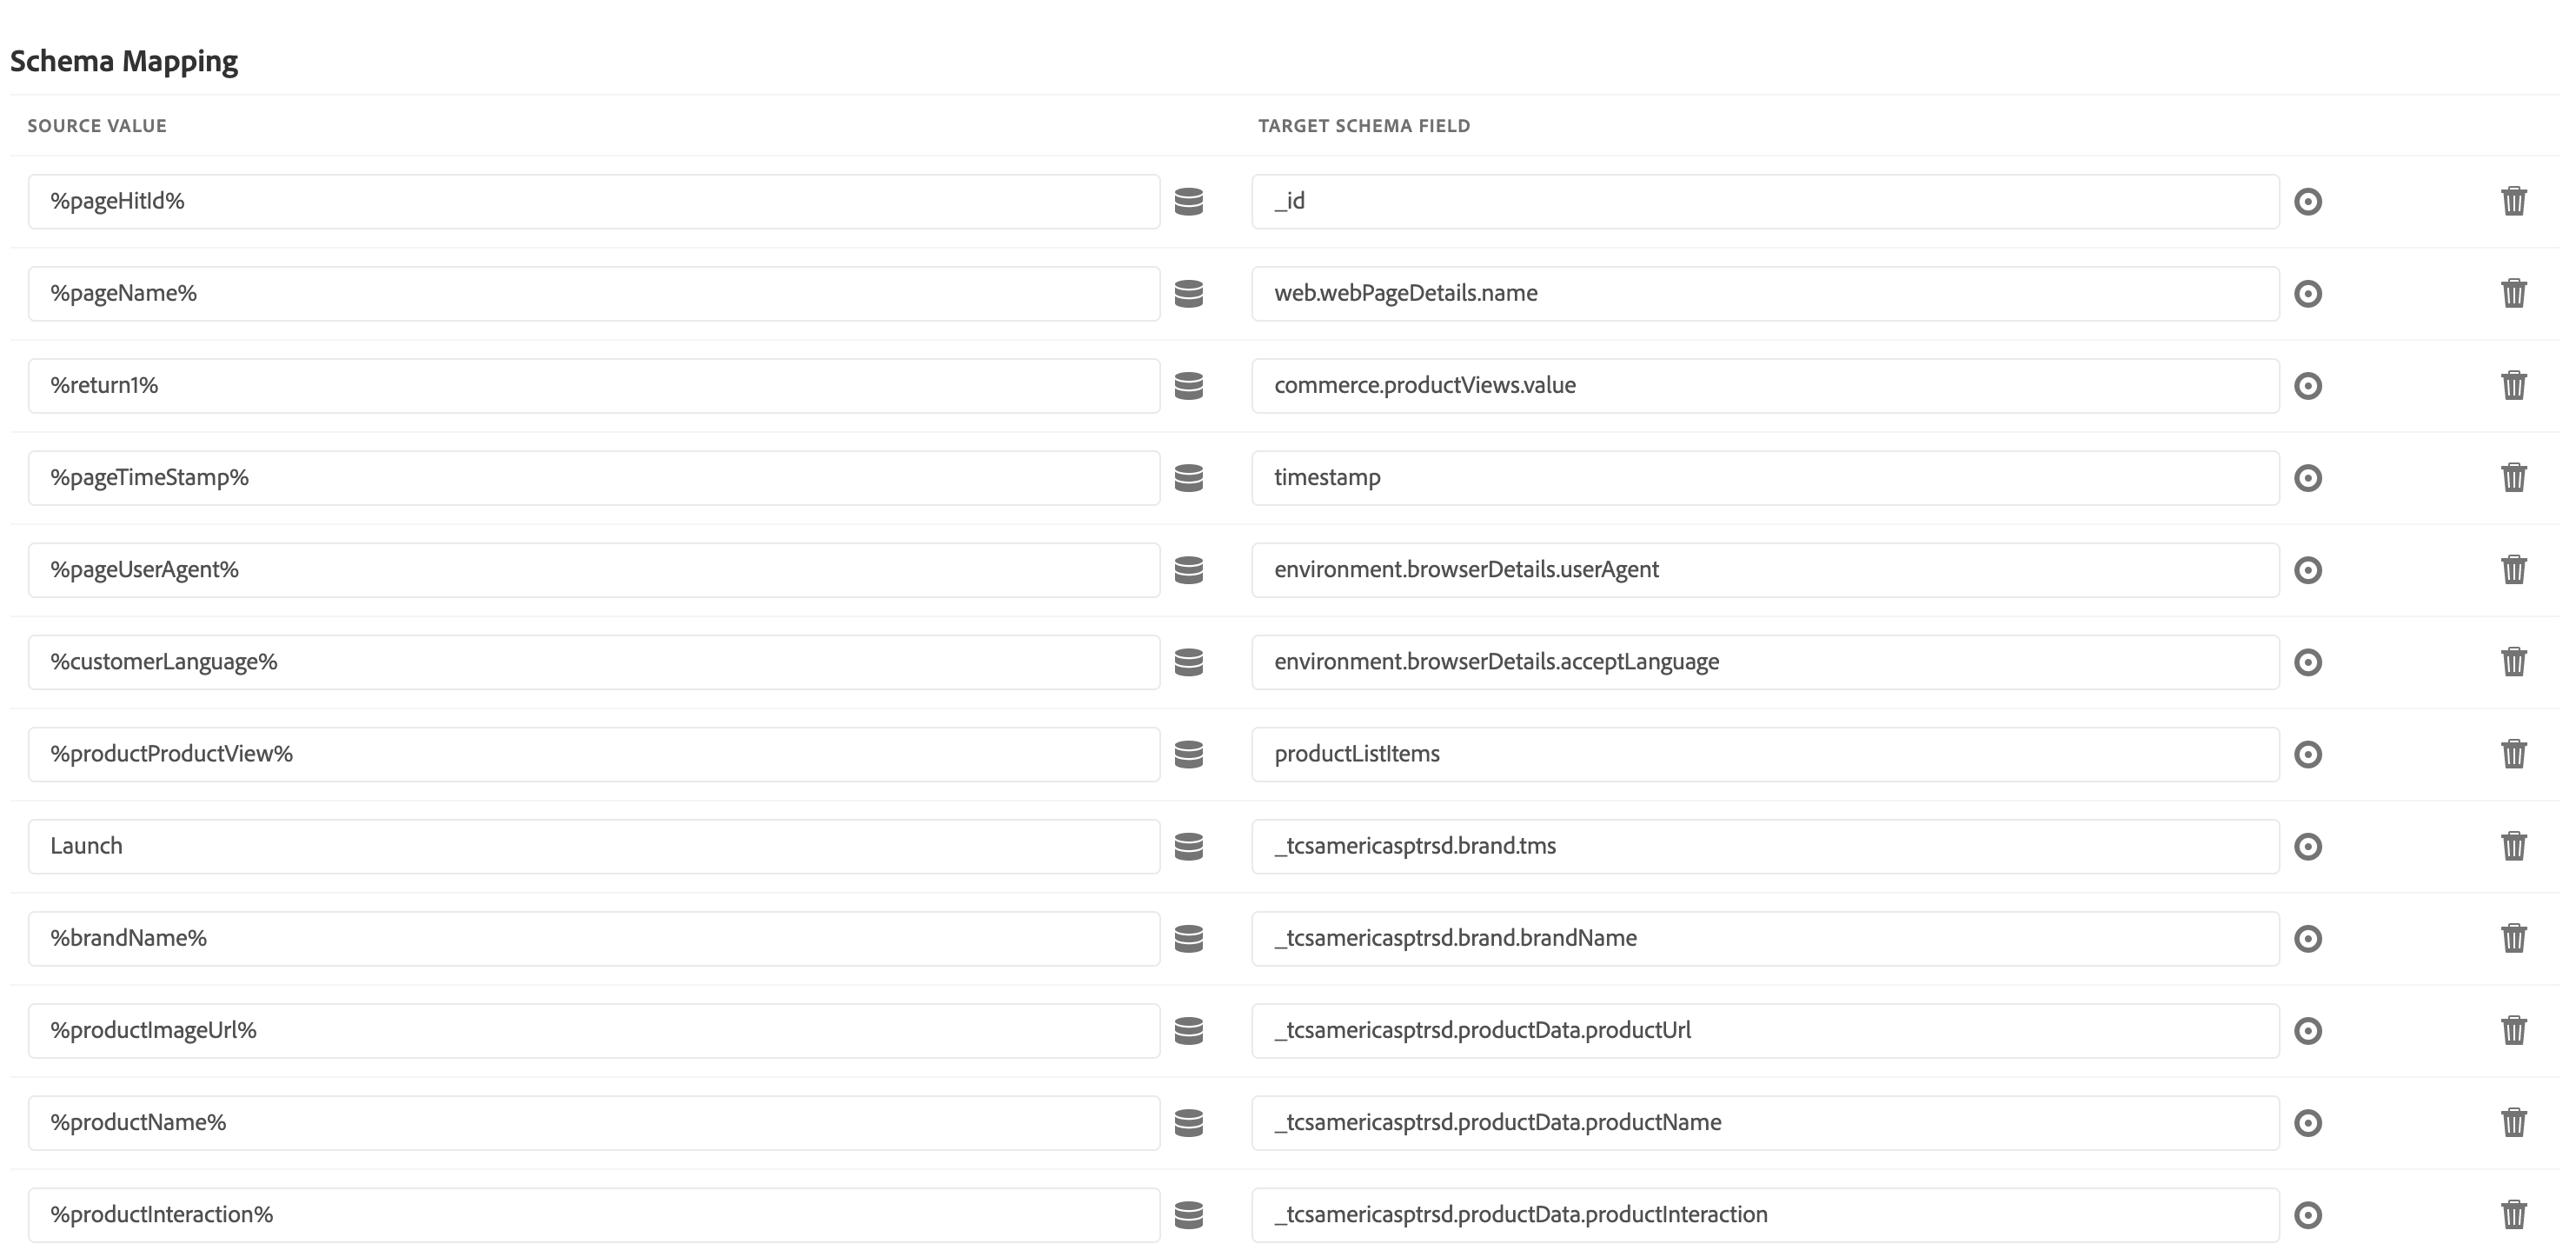 Schema Mapping
SOURCE VALUE TARGET SCHEMA FIELD
%pageHitId% _id
%pageName% web.webPageDetails.name
%return1% commerce.productViews.value
%pageTimeStamp% timestamp
%pageUserAgent% environment.browserDetails.userAgent
%customerLanguage% environment.browserDetails.acceptLanguage
%productProductView% productListItems
Launch _tcsamericasptrsd.brand.tms
%brandName% _tcsamericasptrsd.brand.brandName
%productImageUrl% _tcsamericasptrsd.productData.productUrl
%productName% _tcsamericasptrsd.productData.productName
%productInteraction% _tcsamericasptrsd.productData.productInteraction